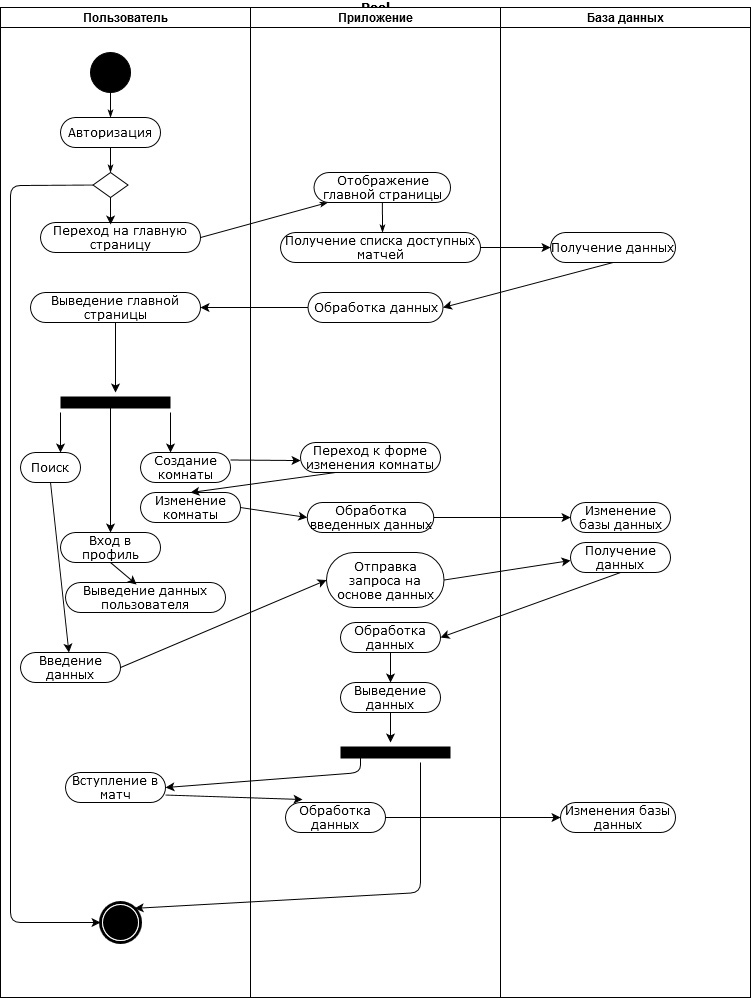 Pool
Пользователь
Приложение
База данных
Авторизация
Отображение
главной страницы
Переход на главную
страницу
Получение списка доступных
матчей
Получение данных
Выведение главной
страницы
Обработка данных
Поиск
Создание
комнаты
Переход к форме
изменения комнаты
Изменение
комнаты
Обработка
введенных данных
Изменение
базы данных
Вход в
профиль
Получение
данных
Отправка
запроса на
основе данных
Выведение данных
пользователя
Обработка
данных
Введение
данных
Выведение
данных
Вступление в
матч
Обработка
данных
Изменения базы
данных